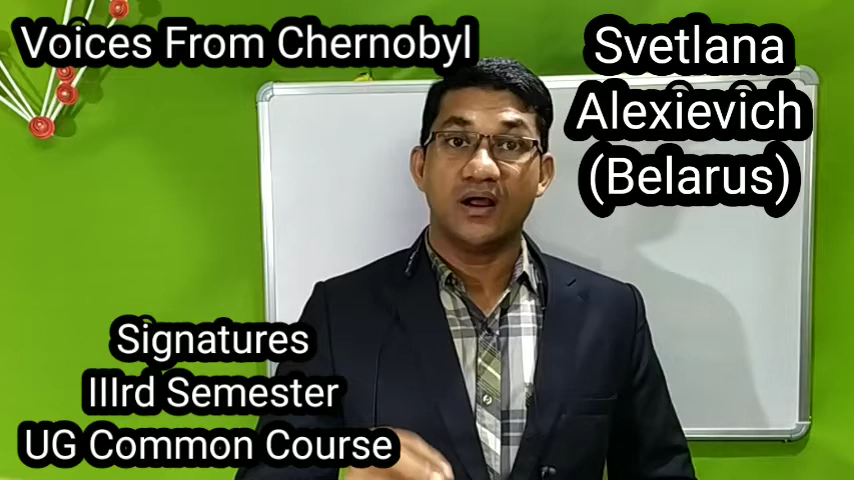 Voices From Chernobyl
Svetlana
Alexievich
(Belarus)
Signatures
IIIrd Semester
UG Common Course